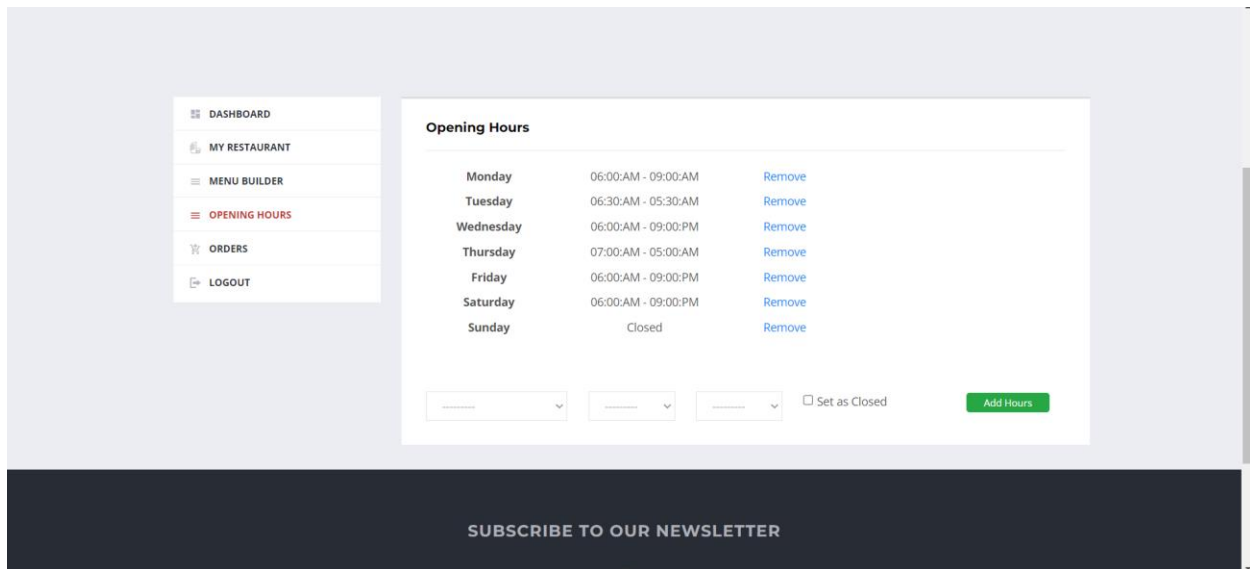 DASHBOARD
MY RESTAURANT
MENU BUILDER
OPENING HOURS
ORDERS
LOGOUT
Opening Hours
Monday 06:00:AM - 09:00:AM Remove
Tuesday 06:30:AM - 05:30:AM Remove
Wednesday 06:00:AM - 09:00:PM Remove
Thursday 07:00:AM - 05:00:AM Remove
Friday 06:00:AM - 09:00:PM Remove
Saturday 06:00:AM - 09:00:PM Remove
Sunday Closed Remove
--------- --------- --------- Set as Closed Add Hours
SUBSCRIBE TO OUR NEWSLETTER